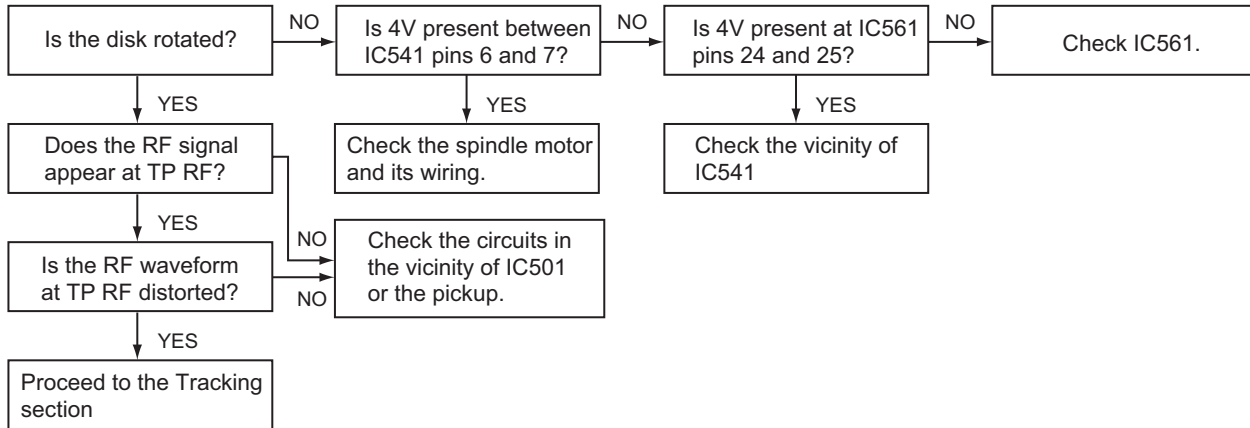 Is the disk rotated?
NO
Is 4V present between
IC541 pins 6 and 7?
NO
Is 4V present at IC561
pins 24 and 25?
NO
Check IC561.
YES
YES
YES
Does the RF signal
appear at TP RF?
Check the spindle motor
and its wiring.
Check the vicinity of
IC541
YES
NO
Is the RF waveform
at TP RF distorted?
NO
Check the circuits in
the vicinity of IC501
or the pickup.
YES
Proceed to the Tracking
section